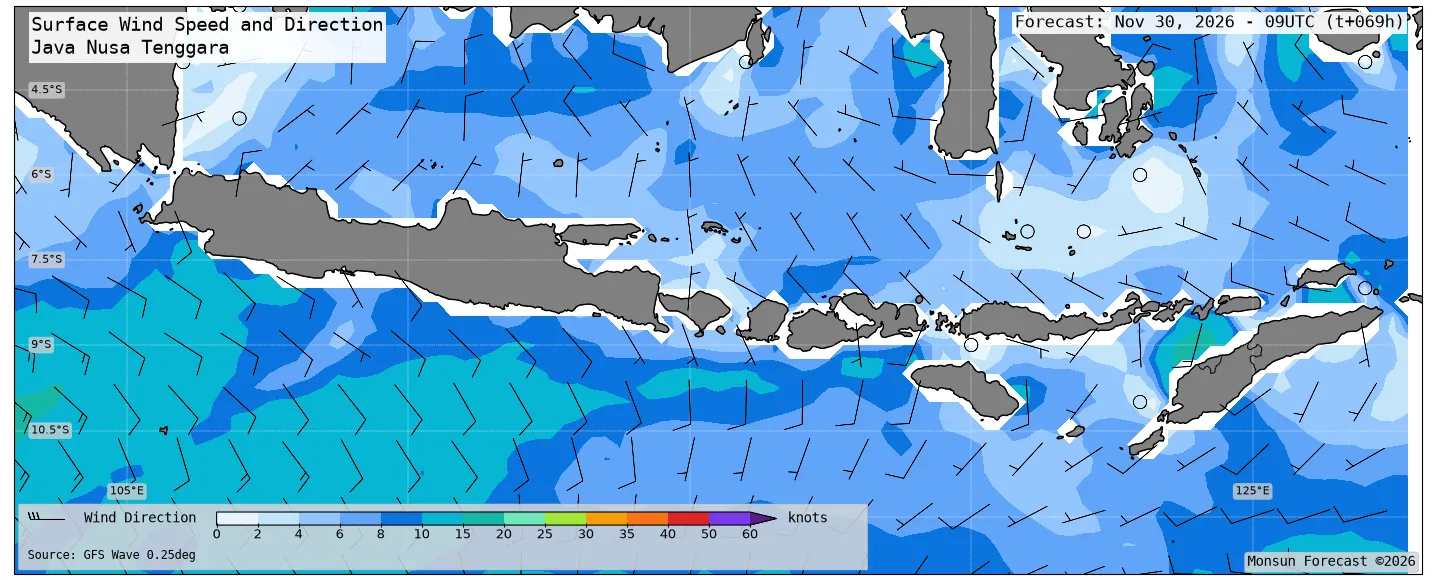 Surface Wind Speed and Direction
Java Nusa Tenggara
Forecast: Nov 30, 2026 - 09UTC (t+069h)
4.5°S
6°S
7.5°S
9°S
10.5°S
105°E
125°E
Wind Direction
0 2 4 6 8 10 15 20 25 30 35 40 50 60
knots
Source: GFS Wave 0.25deg
Monsun Forecast ©2026